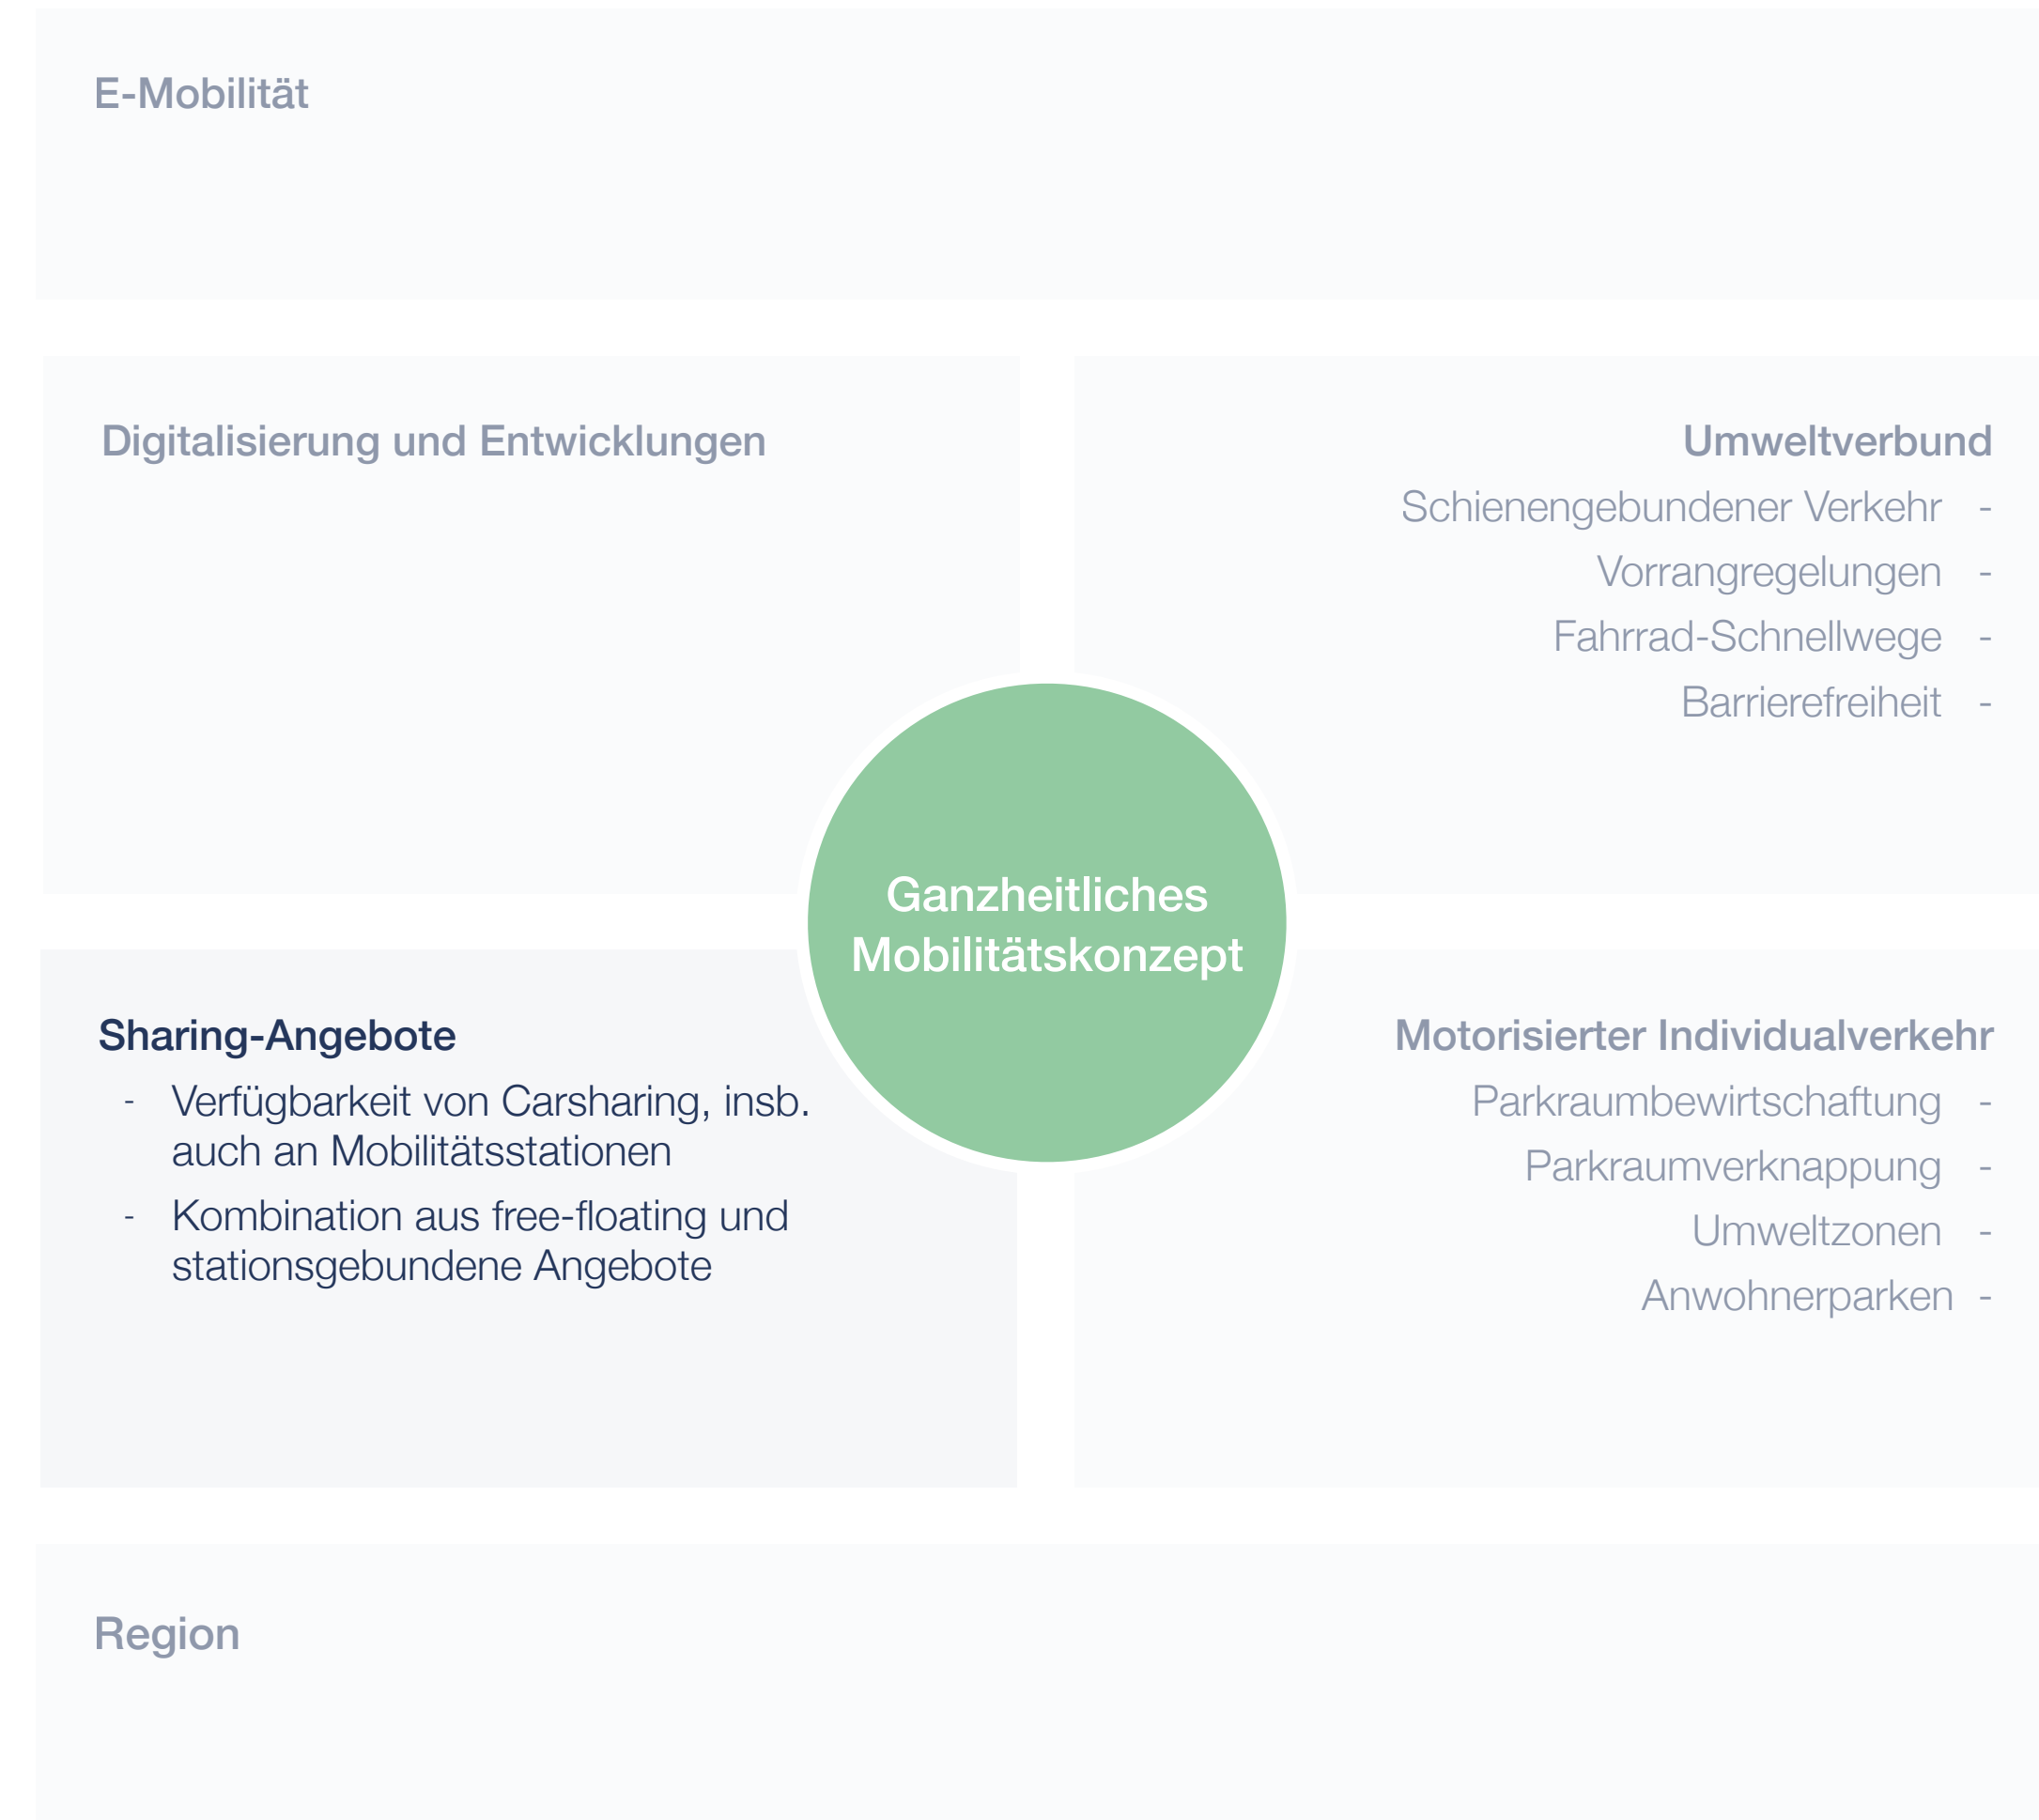 E-Mobilität
Digitalisierung und Entwicklungen
Umweltverbund
Schienengebundener Verkehr -
Vorrangregelungen -
Fahrrad-Schnellwege -
Barrierefreiheit -
Ganzheitliches
Mobilitätskonzept
Sharing-Angebote
- Verfügbarkeit von Carsharing, insb.
auch an Mobilitätsstationen
- Kombination aus free-floating und
stationsgebundene Angebote
Motorisierter Individualverkehr
Parkraumbewirtschaftung -
Parkraumverknappung -
Umweltzonen -
Anwohnerparken -
Region